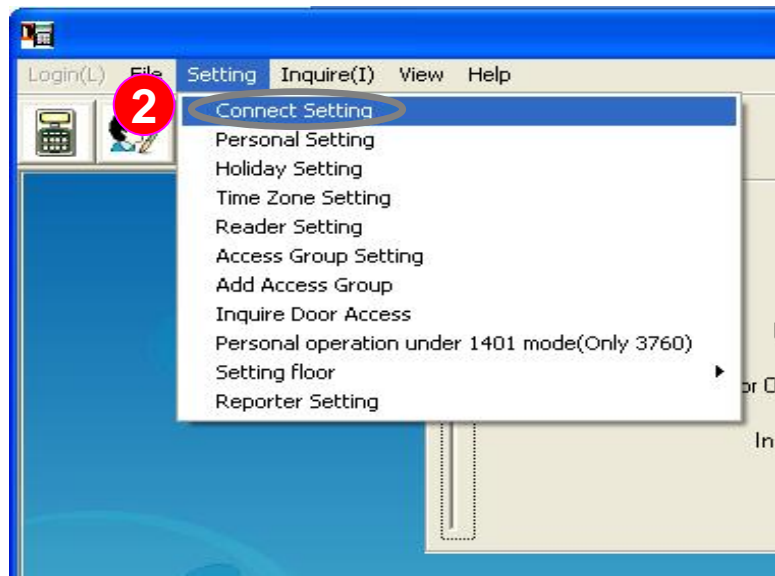 Login(L) File Setting Inquire(I) View Help
2
Connect Setting
Personal Setting
Holiday Setting
Time Zone Setting
Reader Setting
Access Group Setting
Add Access Group
Inquire Door Access
Personal operation under 1401 mode(Only 3760)
Setting floor
Reporter Setting
or
In